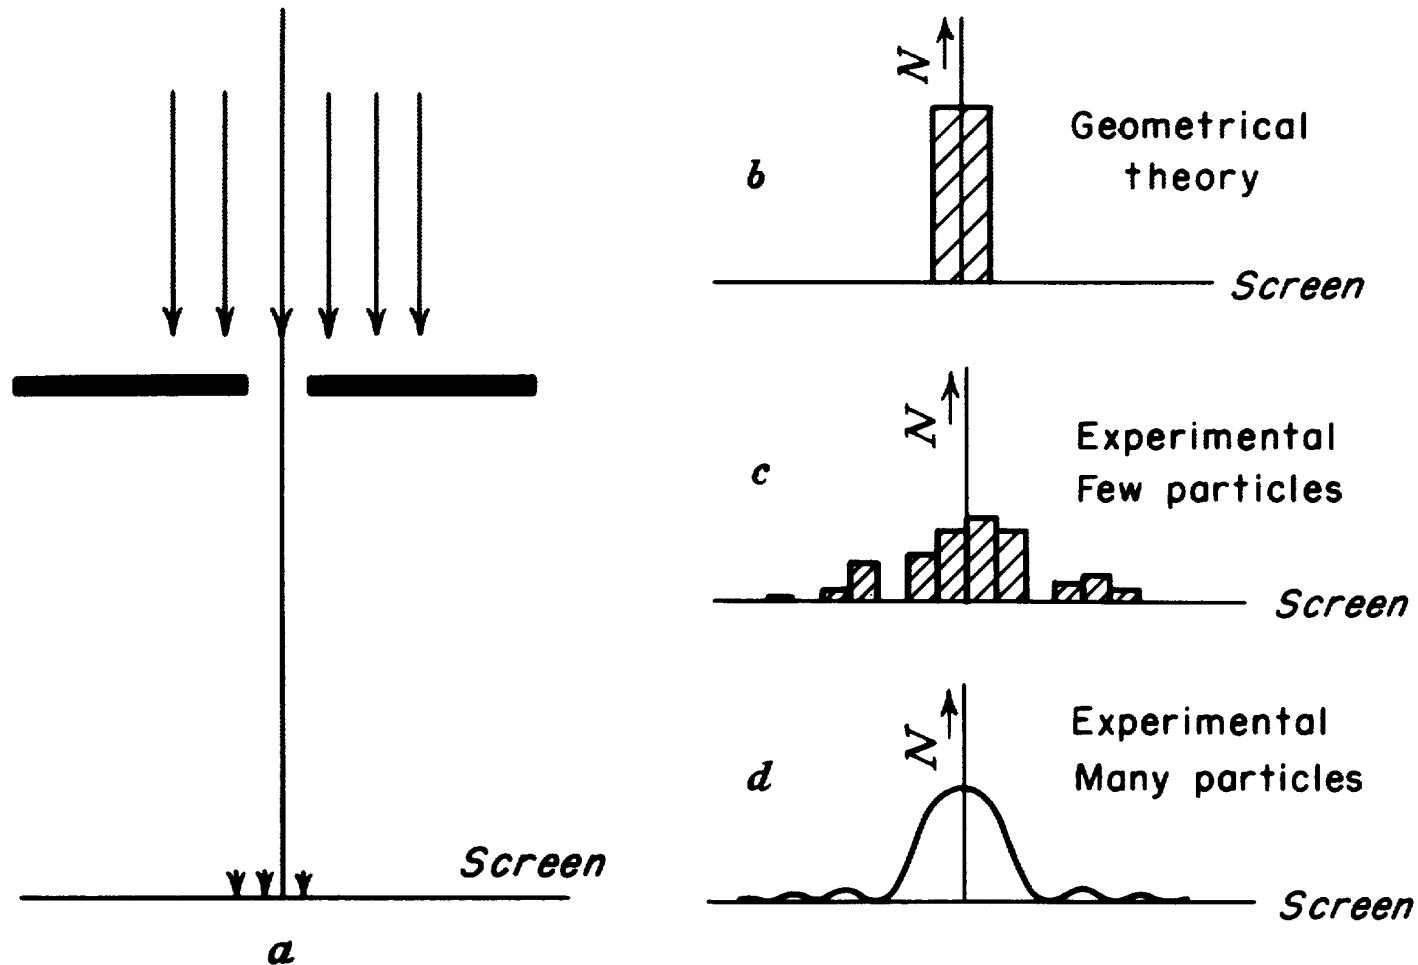 Screen
a
N
b
Geometrical
theory
Screen
N
c
Experimental
Few particles
Screen
N
d
Experimental
Many particles
Screen